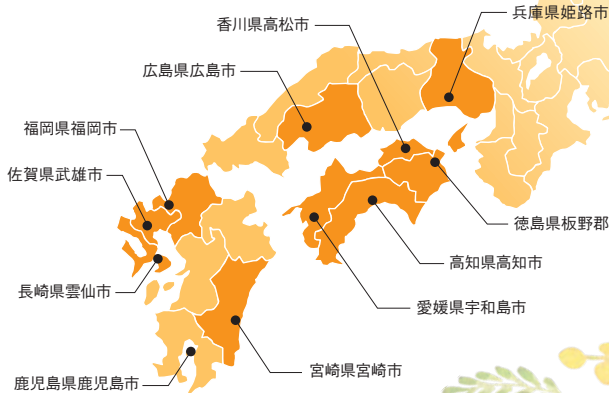 兵庫県姫路市
香川県高松市
広島県広島市
福岡県福岡市
佐賀県武雄市
徳島県板野郡
高知県高知市
長崎県雲仙市
愛媛県宇和島市
宮崎県宮崎市
鹿児島県鹿児島市